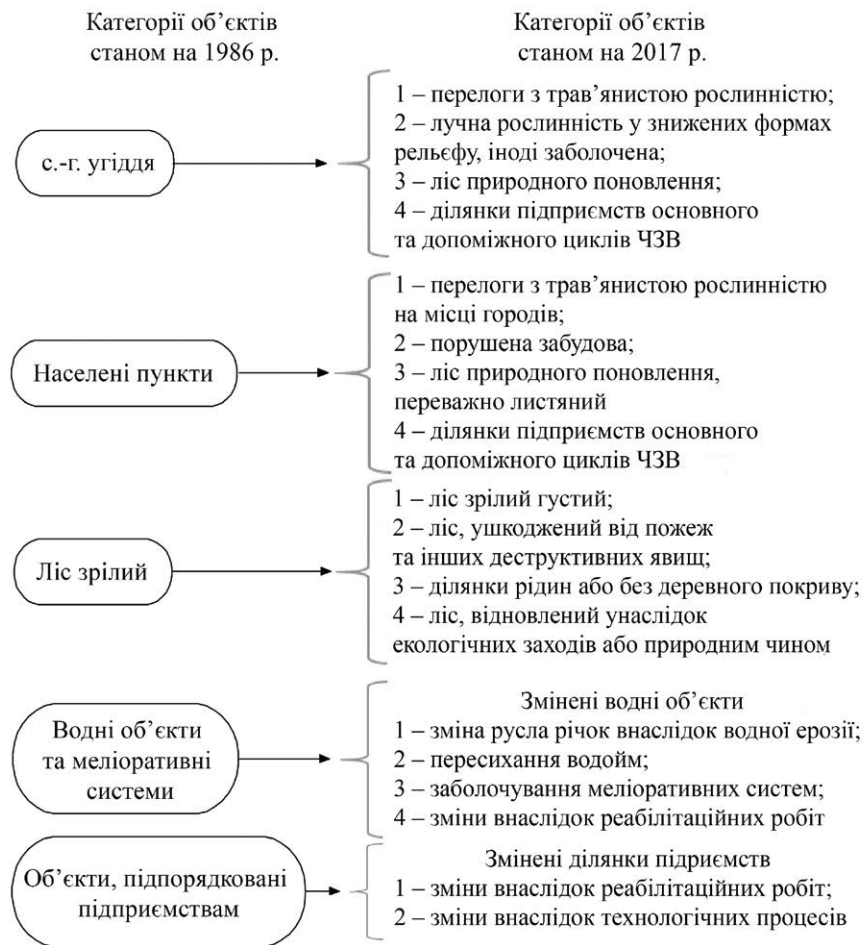 Категорії об’єктів
станом на 1986 р.
Категорії об’єктів
станом на 2017 р.
с.-г. угіддя
1 – перелоги з трав’янистою рослинністю;
2 – лучна рослинність у знижених формах
рельєфу, іноді заболочена;
3 – ліс природного поновлення;
4 – ділянки підприємств основного
та допоміжного циклів ЧЗВ
Населені пункти
1 – перелоги з трав’янистою рослинністю
на місці городів;
2 – порушена забудова;
3 – ліс природного поновлення,
переважно листяний
4 – ділянки підприємств основного
та допоміжного циклів ЧЗВ
Ліс зрілий
1 – ліс зрілий густий;
2 – ліс, ушкоджений від пожеж
та інших деструктивних явищ;
3 – ділянки рідин або без деревного покриву;
4 – ліс, відновлений унаслідок
екологічних заходів або природним чином
Водні об’єкти
та меліоративні
системи
Змінені водні об’єкти
1 – зміна русла річок внаслідок водної ерозії;
2 – пересихання водойм;
3 – заболочування меліоративних систем;
4 – зміни внаслідок реабілітаційних робіт
Об’єкти, підпорядковані
підприємствам
Змінені ділянки підриємств
1 – зміни внаслідок реабілітаційних робіт;
2 – зміни внаслідок технологічних процесів